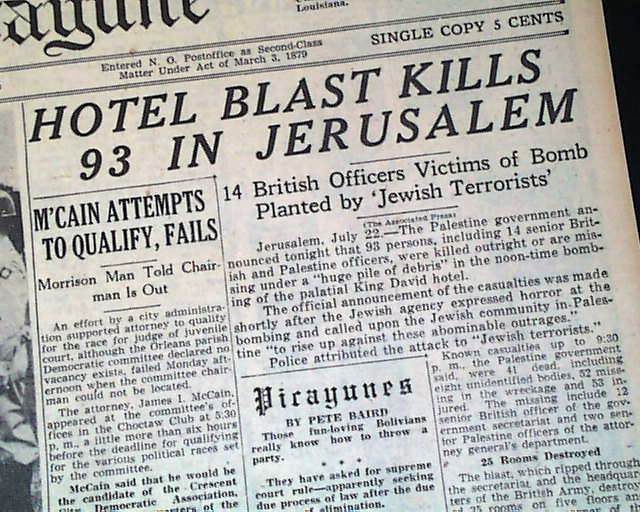 ayune
Louisiana.
Entered N. O. Postoffice as Second-Class
Matter Under Act of March 3, 1879
SINGLE COPY 5 CENTS
HOTEL BLAST KILLS
93 IN JERUSALEM
14 British Officers Victims of Bomb
Planted by 'Jewish Terrorists'
(The Associated Press)
Jerusalem, July 22.—The Palestine government an-
nounced tonight that 93 persons, including 14 senior Brit-
ish and Palestine officers, were killed outright or are mis-
sing under a "huge pile of debris" in the noon-time bomb-
ing of the palatial King David hotel.
The official announcement of the casualties was made
shortly after the Jewish agency expressed horror at the
bombing and called upon the Jewish community in Pales-
tine "to rise up against these abominable outrages."
Police attributed the attack to "Jewish terrorists."
Known casualties up to 9:30
p. m., the Palestine government
said, were 41 dead, including
eight unidentified bodies, 52 miss-
ing in the wreckage and 53 in-
jured. The missing include 12
senior British officer of the gov-
ernment secretariat and two sen-
ior Palestine officers of the attor-
ney general's department.
25 Rooms Destroyed
The blast, which ripped through
the secretariat and the headquar-
ters of the British Army, destroy-
25 rooms on five floors
M'CAIN ATTEMPTS
TO QUALIFY, FAILS
Morrison Man Told Chair-
man Is Out
An effort by a city administra-
tion supported attorney to qualify
for the race for judge of juvenile
court, although the Orleans parish
Democratic committee declared no
vacancy exists, failed Monday aft-
ernoon when the committee chair-
man could not be located.
The attorney, James I. McCain,
appeared at the committee's of-
fices in the Choctaw Club at 5:30
p. m., a little more than six hours
before the deadline for qualifying
for the various political races set
by the committee.
McCain said that he would be
the candidate of the Crescent
City Democratic Association,
of the
Picayunes
BY PETE BAIRD
Those fun-loving Bolivians
really know how to throw a
party.
* * *
They have asked for supreme
court rule—apparently seeking
due process of law after the due
elimination.